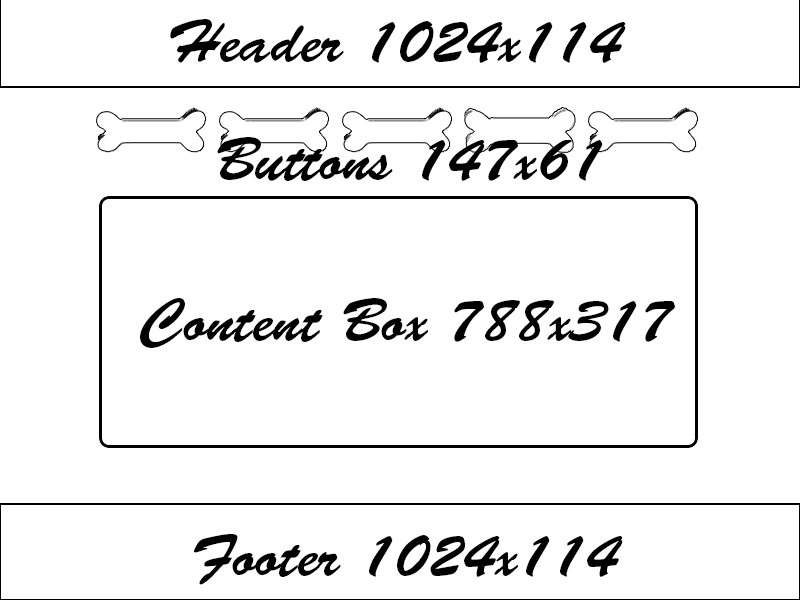 Header 1024x114
Buttons 147x61
Content Box 788x317
Footer 1024x114